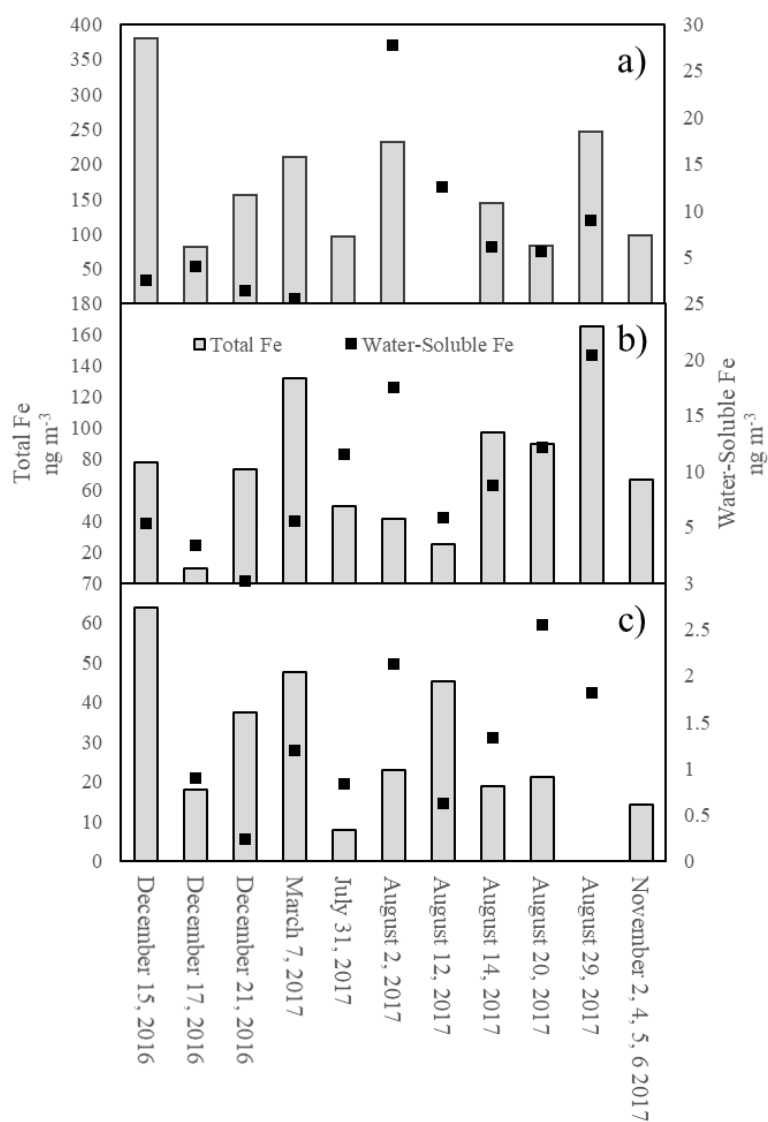 400
350
300
250
200
150
100
50
180
30
25
20
15
10
5
25
a)
160
140
120
100
80
60
40
20
70
20
15
10
5
3
Total Fe
Water-Soluble Fe
b)
Total Fe
ng m-3
Water-Soluble Fe
ng m-3
60
50
40
30
20
10
0
2.5
2
1.5
1
0.5
0
c)
December 15, 2016
December 17, 2016
December 21, 2016
March 7, 2017
July 31, 2017
August 2, 2017
August 12, 2017
August 14, 2017
August 20, 2017
August 29, 2017
November 2, 4, 5, 6 2017